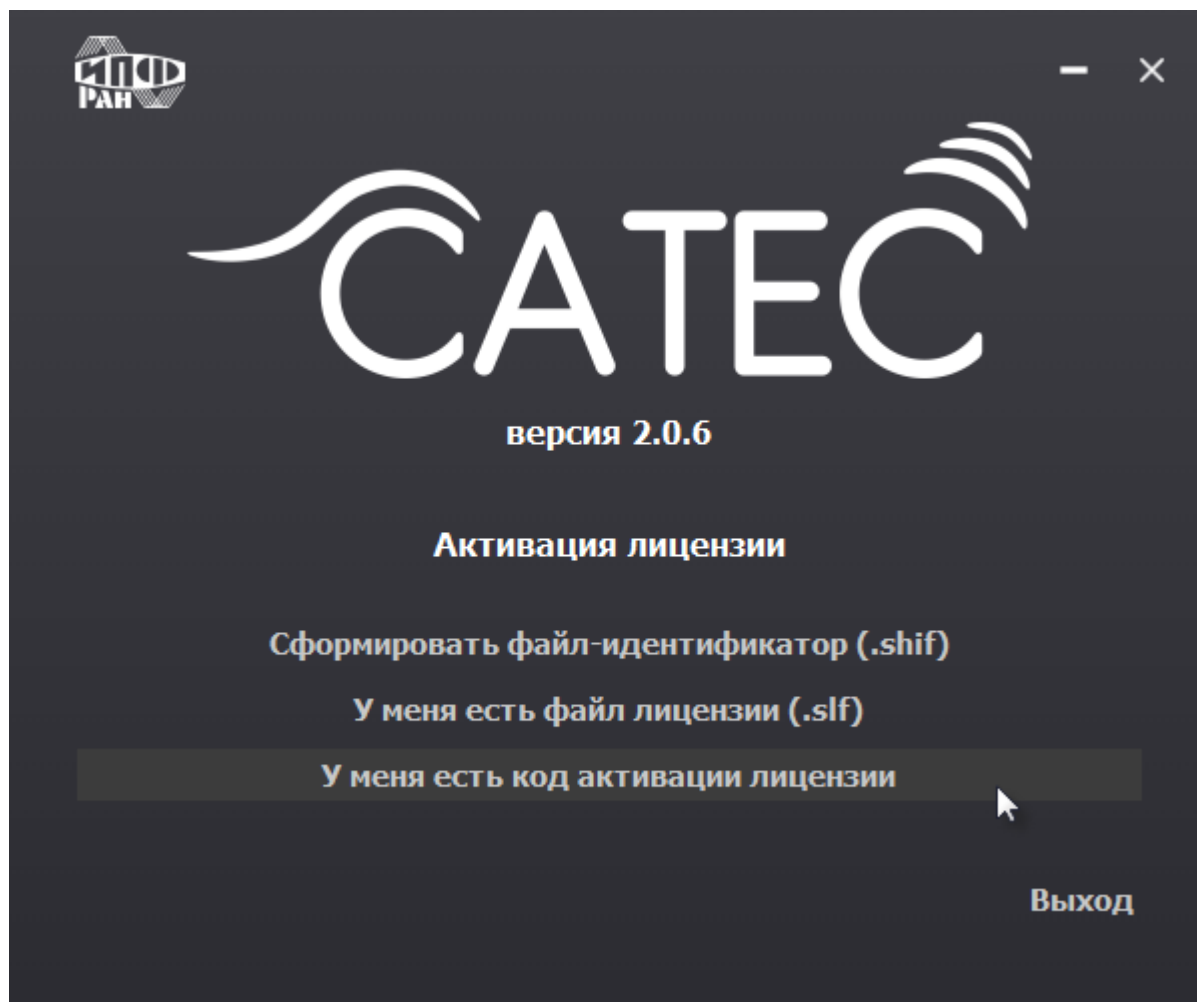 ИПФ
РАН
CATEC
версия 2.0.6
Активация лицензии
Сформировать файл-идентификатор (.shif)
У меня есть файл лицензии (.slf)
У меня есть код активации лицензии
Выход